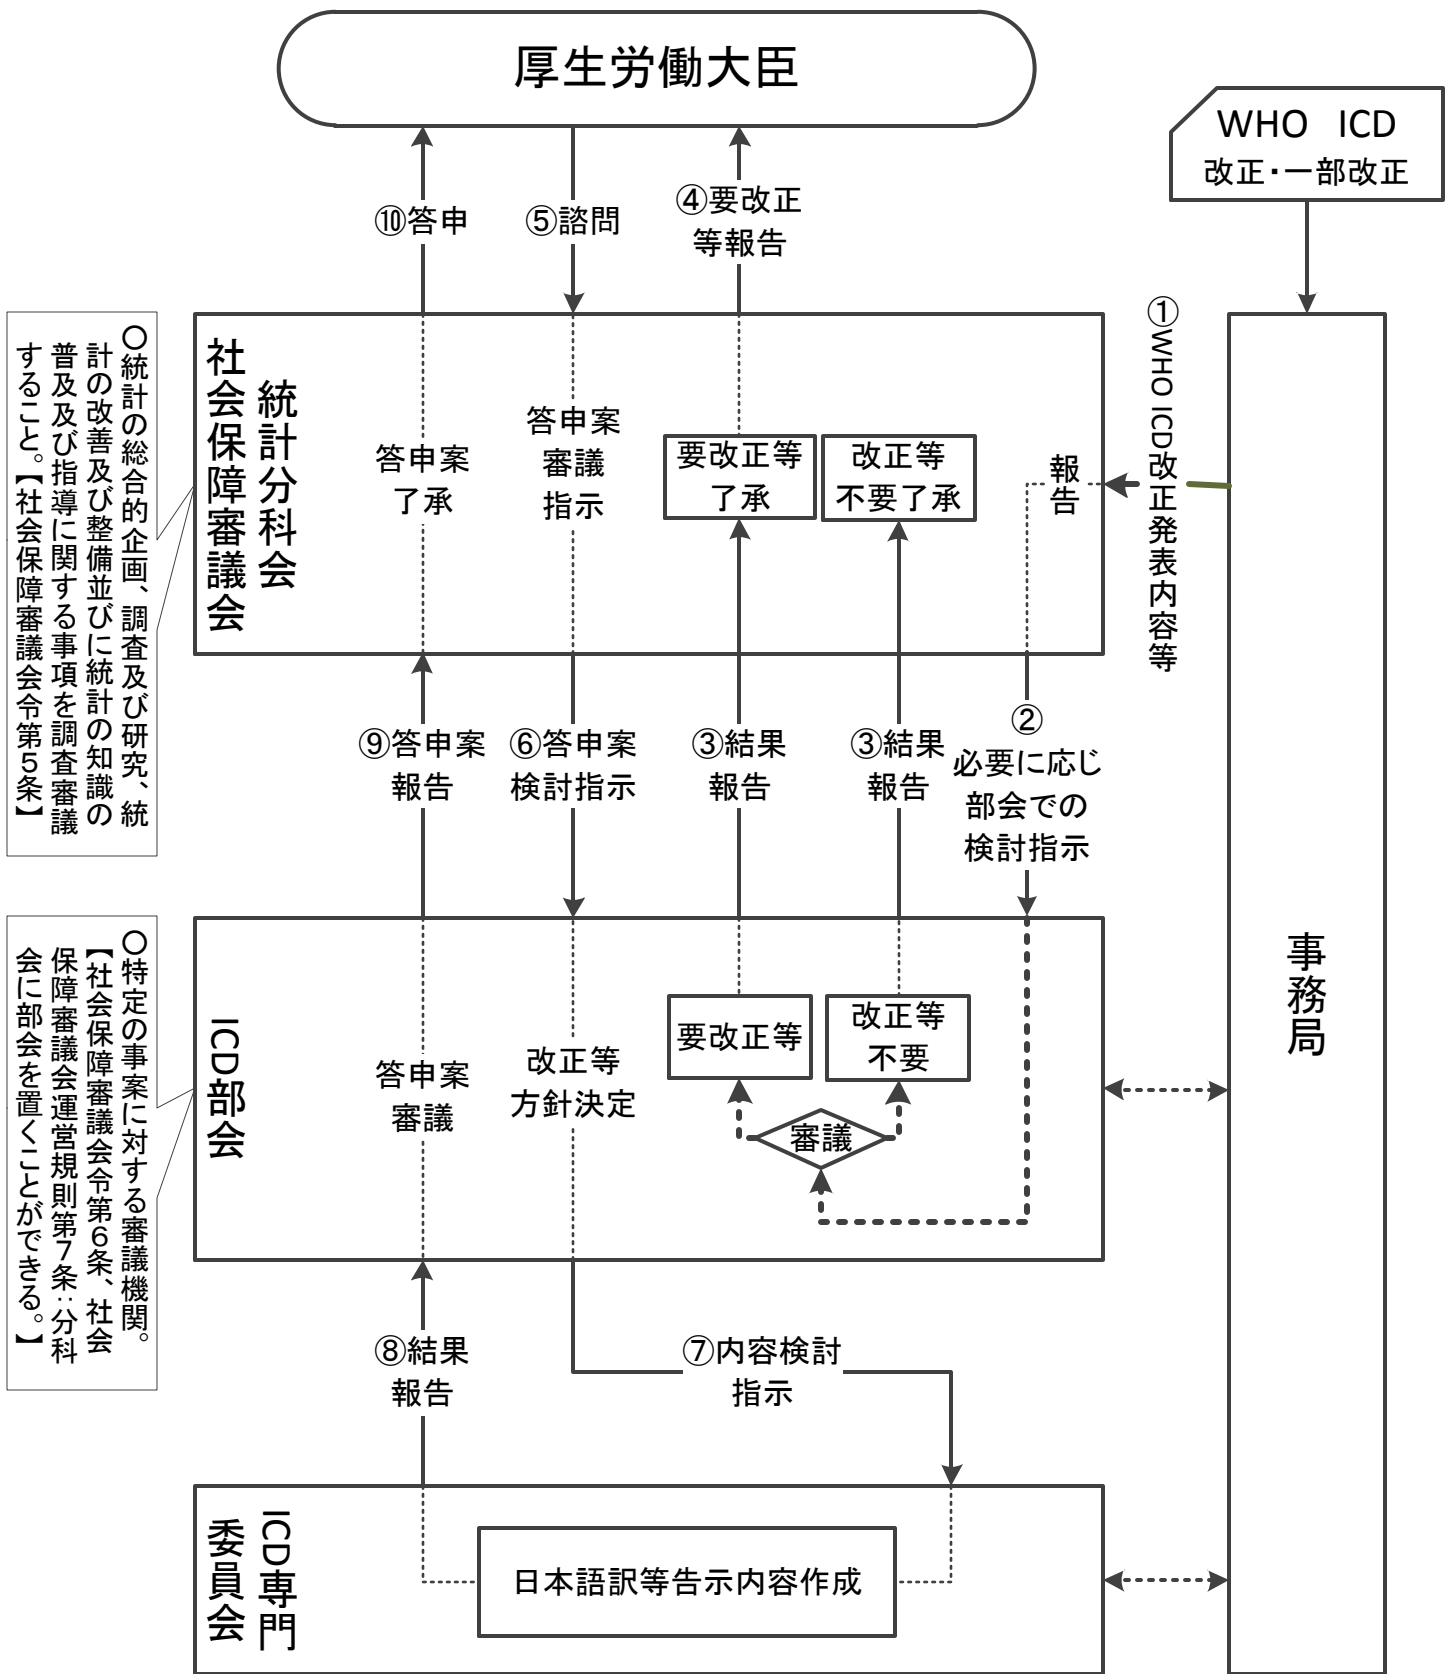 厚生労働大臣
WHO ICD
改正・一部改正
⑩答申
⑤諮問
④要改正
等報告
①WHO ICD改正発表内容等
社会保障審議会
統計分科会
答申案
了承
答申案
審議
指示
要改正等
了承
改正等
不要了承
報告
〇統計の総合的企画、調査及び研究、統
計の改善及び整備並びに統計の知識の
普及及び指導に関する事項を調査審議
すること。【社会保障審議会令第5条】
⑨答申案
報告
⑥答申案
検討指示
③結果
報告
③結果
報告
②
必要に応じ
部会での
検討指示
事務局
〇特定の事案に対する審議機関。
【社会保障審議会令第6条、社会
保障審議会運営規則第7条:分科
会に部会を置くことができる。】
ICD部会
答申案
審議
改正等
方針決定
要改正等
改正等
不要
審議
⑧結果
報告
⑦内容検討
指示
ICD専門
委員会
日本語訳等告示内容作成